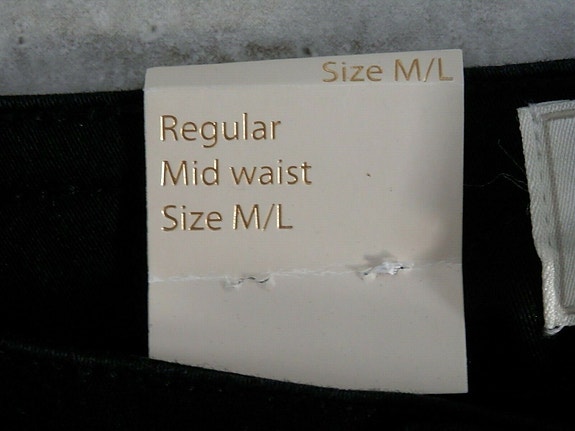 Size M/L
Regular
Mid waist
Size M/L